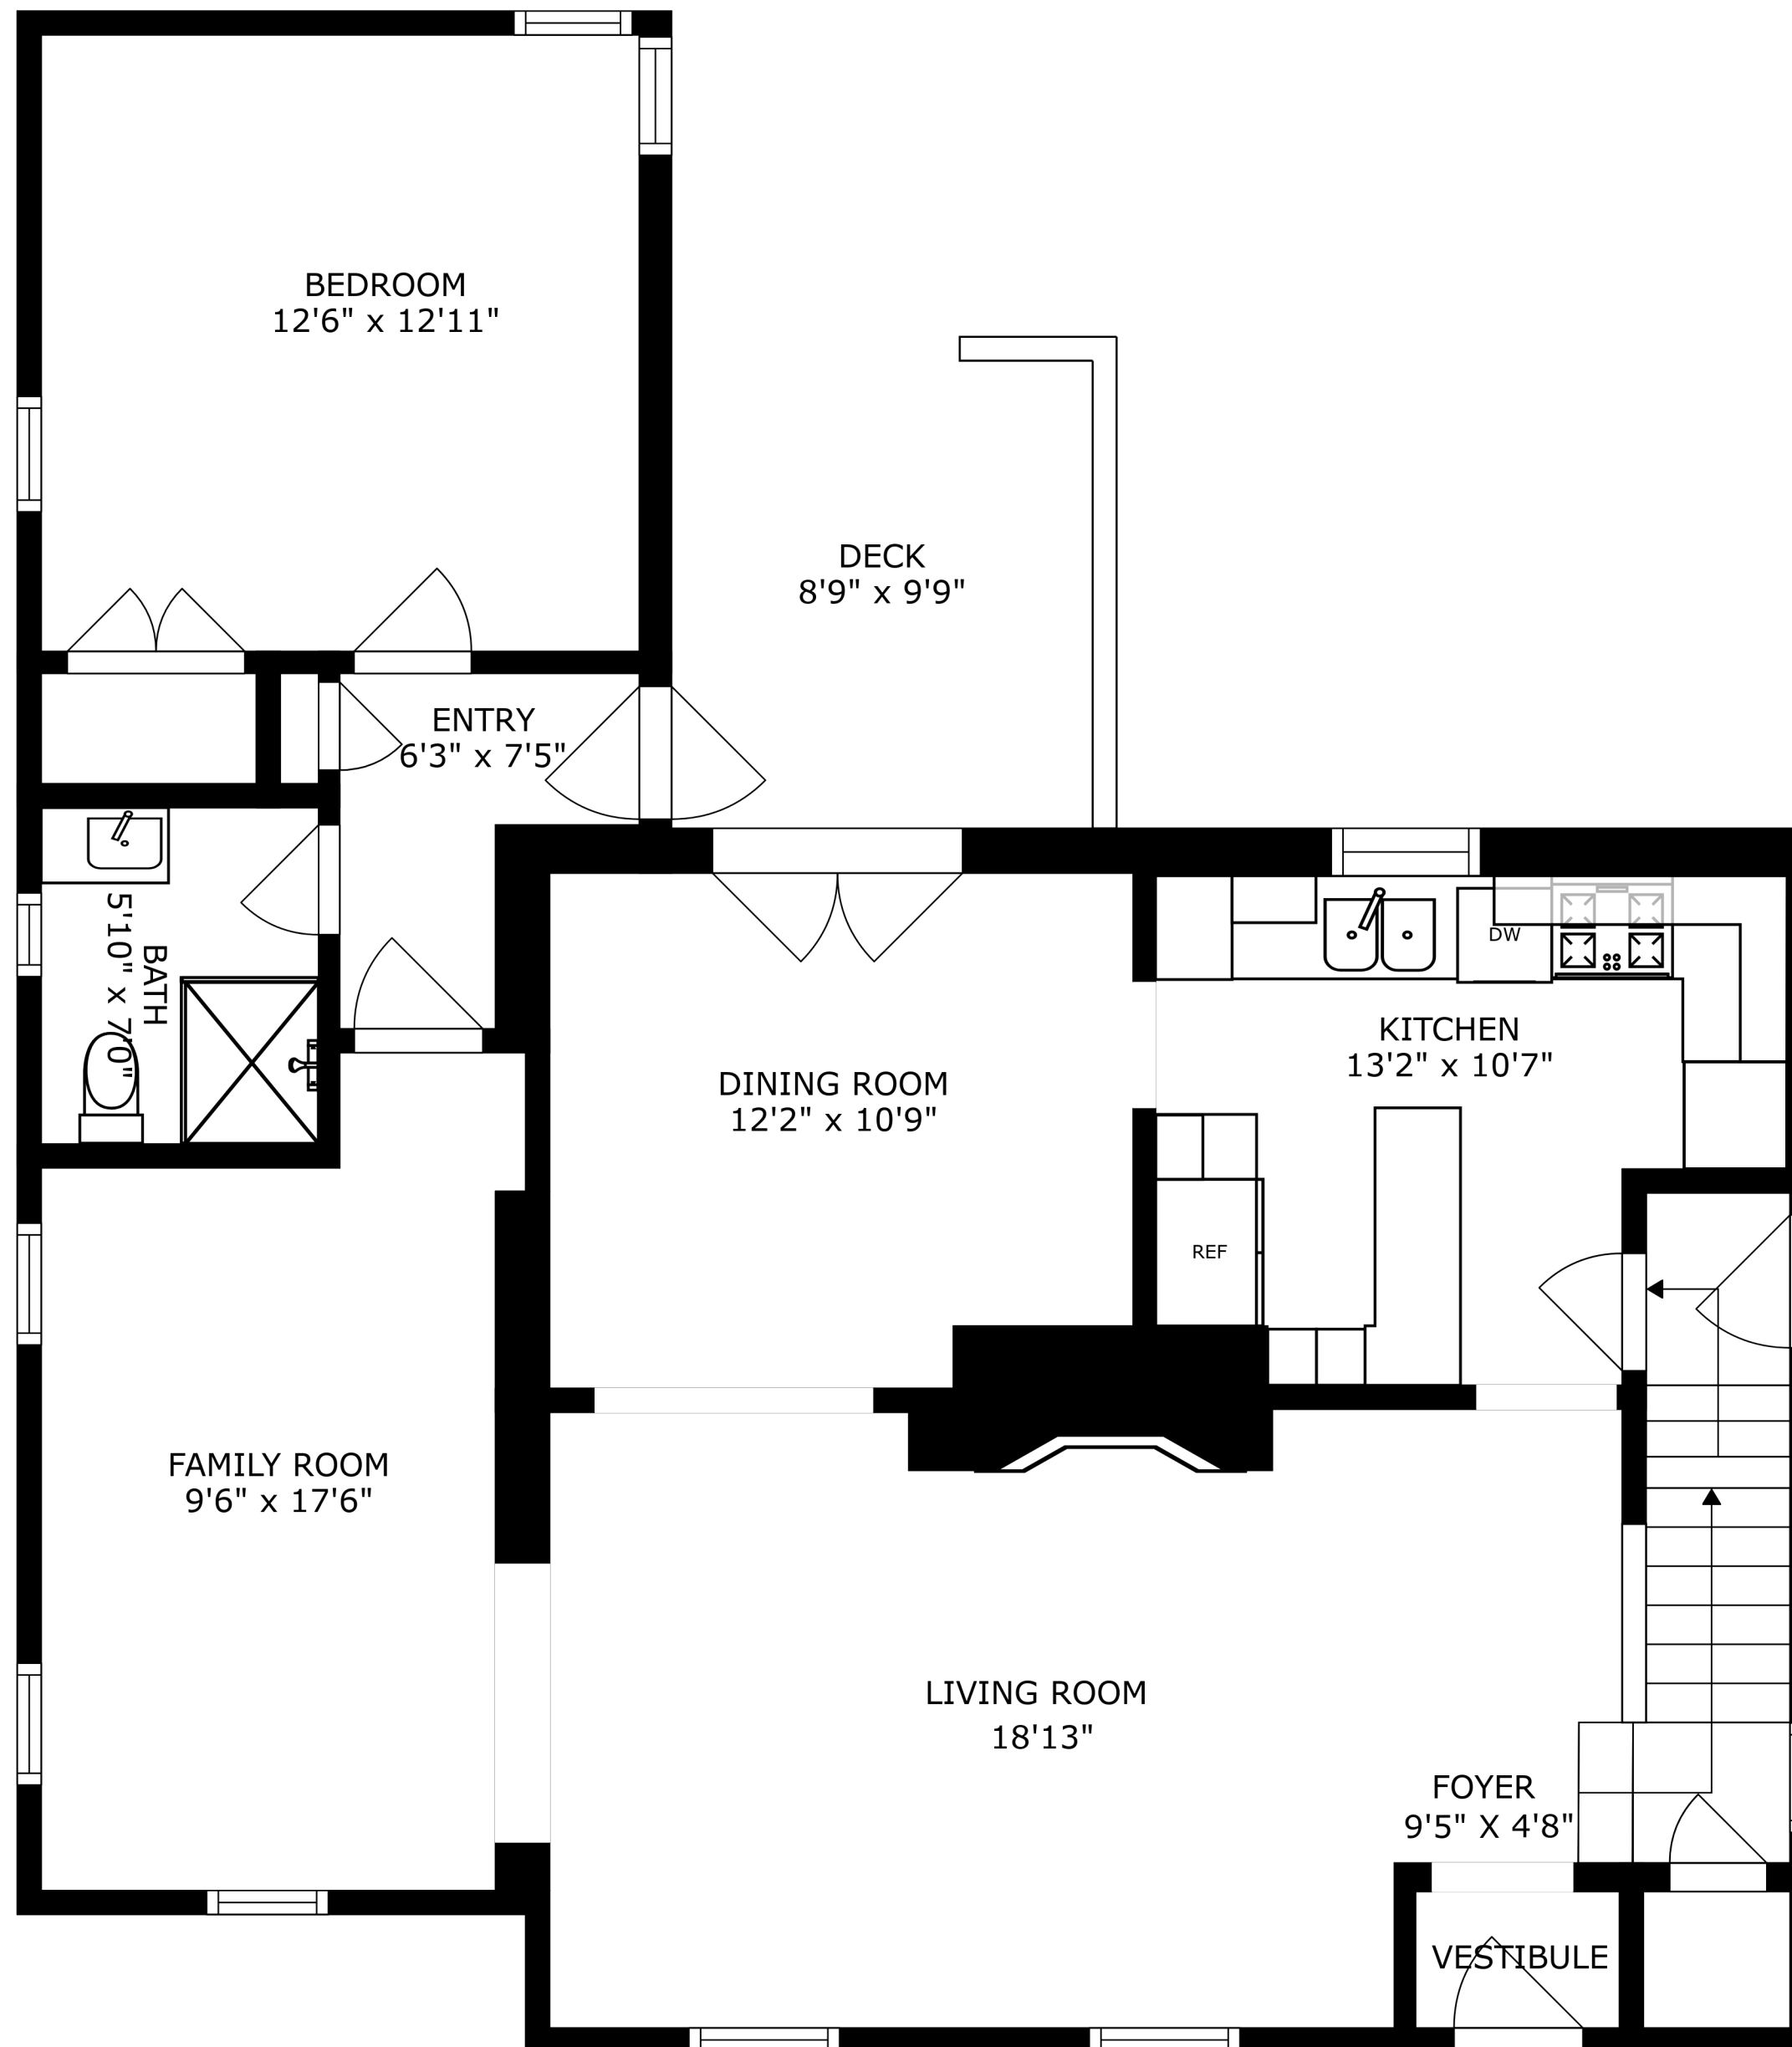 BEDROOM
12'6" x 12'11"
DECK
8'9" x 9'9"
ENTRY
6'3" x 7'5"
BATH
5'10" x 7'0"
DW
KITCHEN
13'2" x 10'7"
DINING ROOM
12'2" x 10'9"
REF
FAMILY ROOM
9'6" x 17'6"
LIVING ROOM
18'13"
FOYER
9'5" X 4'8"
VESTIBULE